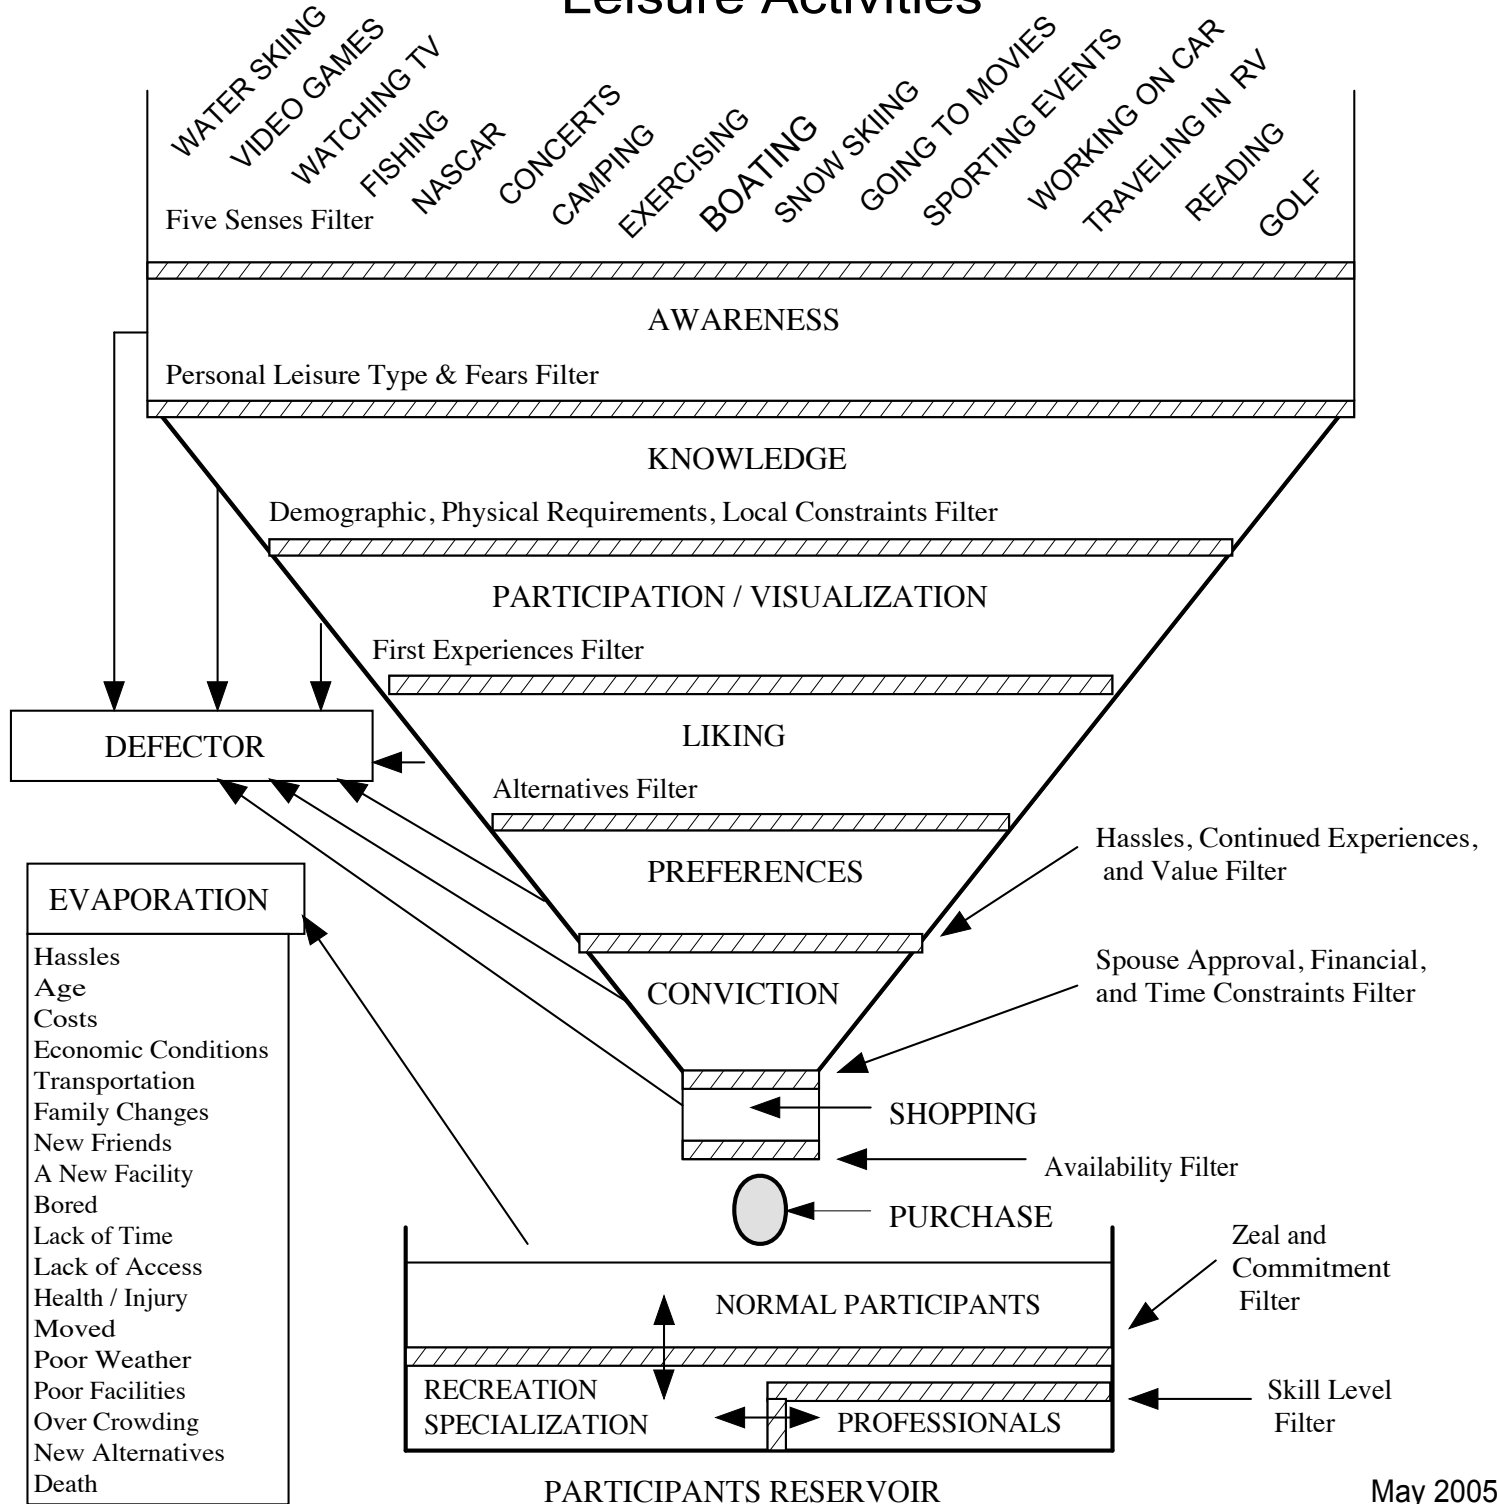 Leisure Activities
WATER SKIING
VIDEO GAMES
WATCHING TV
FISHING
NASCAR
CONCERTS
CAMPING
EXERCISING
BOATING
SNOW SKIING
GOING TO MOVIES
SPORTING EVENTS
WORKING ON CAR
TRAVELING IN RV
READING
GOLF
Five Senses Filter
AWARENESS
Personal Leisure Type & Fears Filter
KNOWLEDGE
Demographic, Physical Requirements, Local Constraints Filter
PARTICIPATION / VISUALIZATION
First Experiences Filter
LIKING
DEFECTOR
Alternatives Filter
PREFERENCES
Hassles, Continued Experiences,
and Value Filter
CONVICTION
Spouse Approval, Financial,
and Time Constraints Filter
SHOPPING
Availability Filter
PURCHASE
EVAPORATION
Hassles
Age
Costs
Economic Conditions
Transportation
Family Changes
New Friends
A New Facility
Bored
Lack of Time
Lack of Access
Health / Injury
Moved
Poor Weather
Poor Facilities
Over Crowding
New Alternatives
Death
NORMAL PARTICIPANTS
Zeal and
Commitment
Filter
RECREATION
SPECIALIZATION
PROFESSIONALS
Skill Level
Filter
PARTICIPANTS RESERVOIR
May 2005